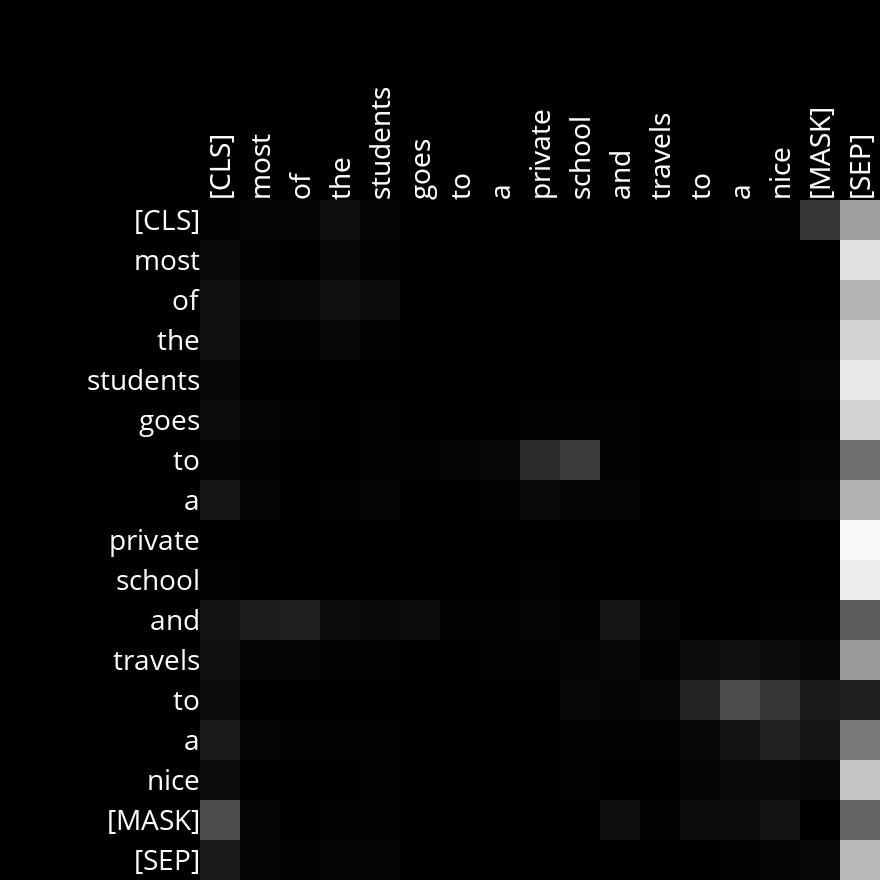 [CLS] most of the students goes to a private school and travels to a nice [MASK] [SEP]
[CLS]
most
of
the
students
goes
to
a
private
school
and
travels
to
a
nice
[MASK]
[SEP]